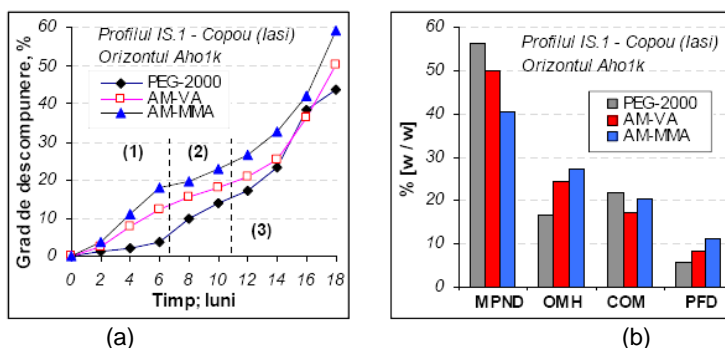 Profilul IS.1 - Copou (Iasi)
Orizontul Aho1k
PEG-2000
AM-VA
AM-MMA
(1)
(2)
(3)
Grad de descompunere, %
60
50
40
30
20
10
0
0 2 4 6 8 10 12 14 16 18
Timp; luni
(a)
Profilul IS.1 - Copou (Iasi)
Orizontul Aho1k
PEG-2000
AM-VA
AM-MMA
% [w / w]
60
50
40
30
20
10
0
MPND OMH COM PFD
(b)